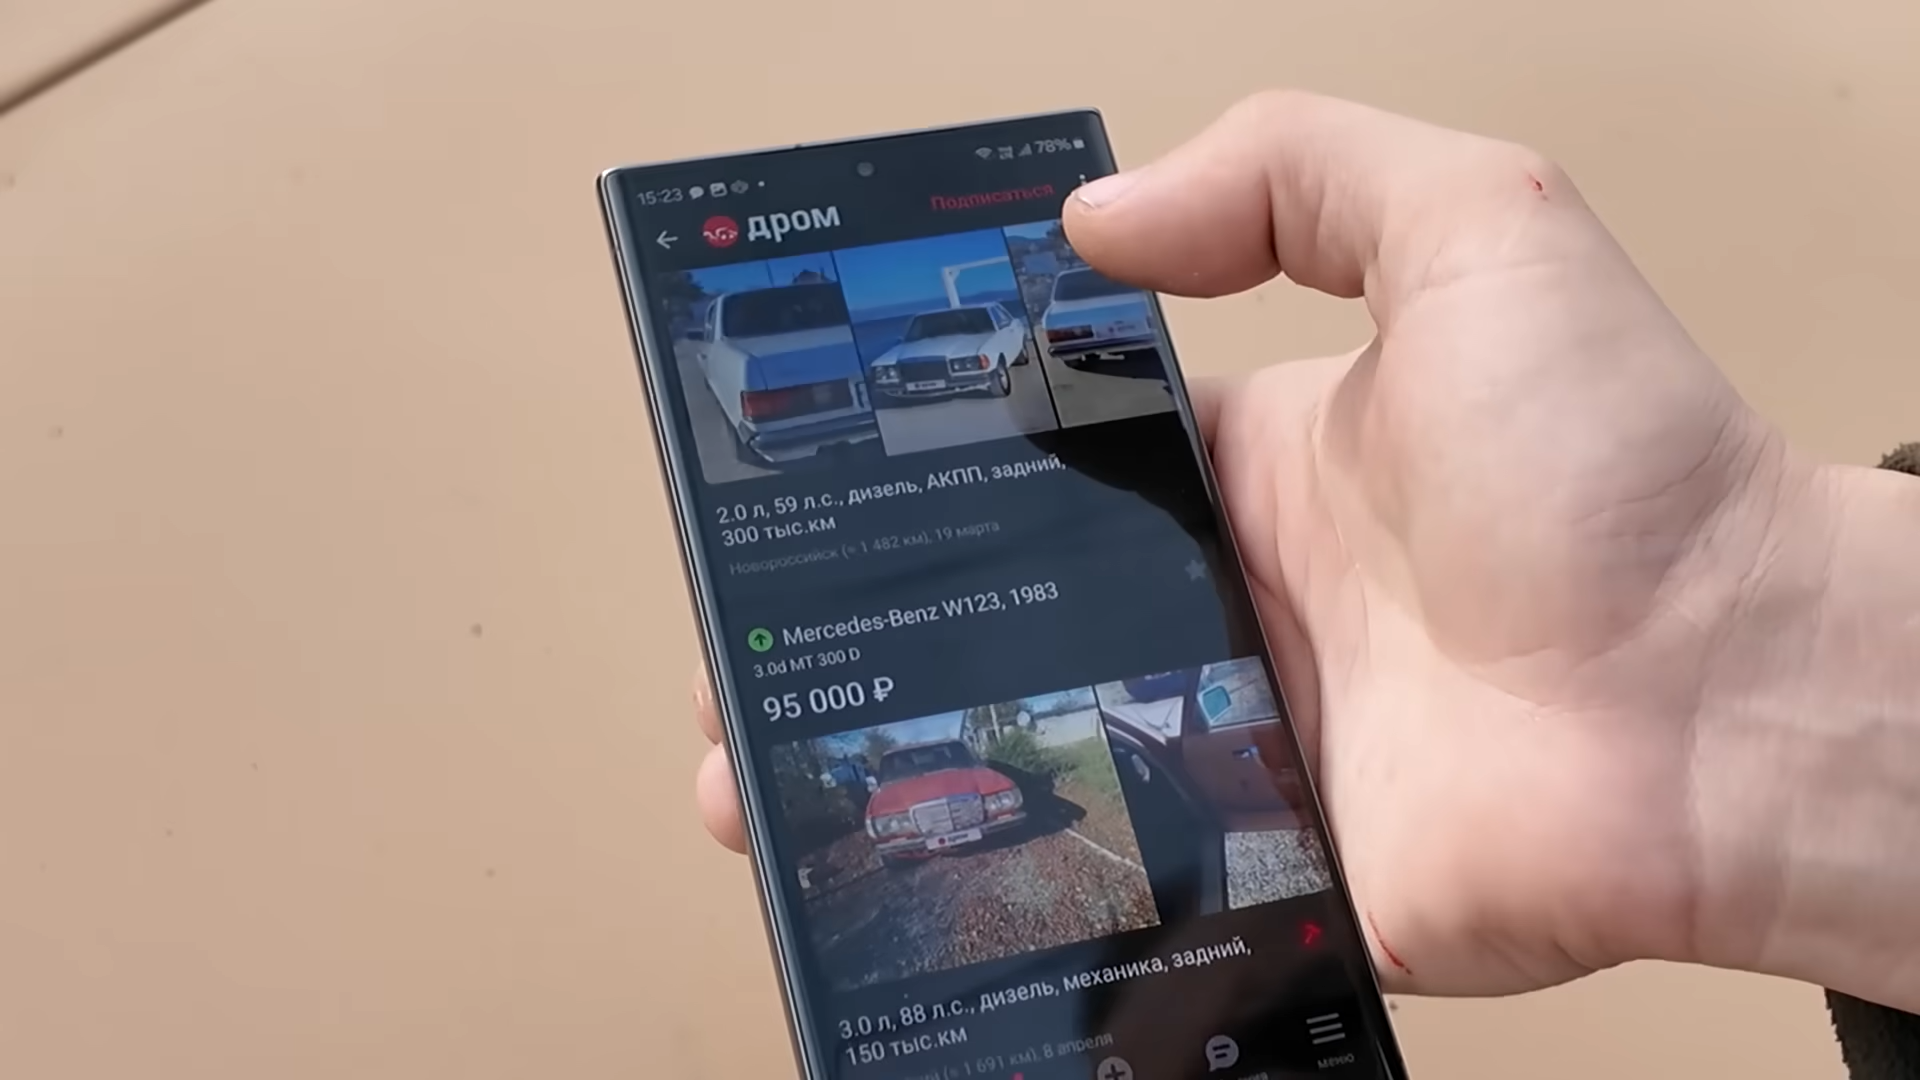 15:23
78%
дром
Подписаться
2.0 л, 59 л.с., дизель, АКПП, задний,
300 тыс.км
Новороссийск (≈ 1 482 км), 19 марта
Mercedes-Benz W123, 1983
3.0d MT 300 D
95 000 ₽
дром
3.0 л, 88 л.с., дизель, механика, задний,
150 тыс.км
(≈ 1 691 км), 8 апреля
меню